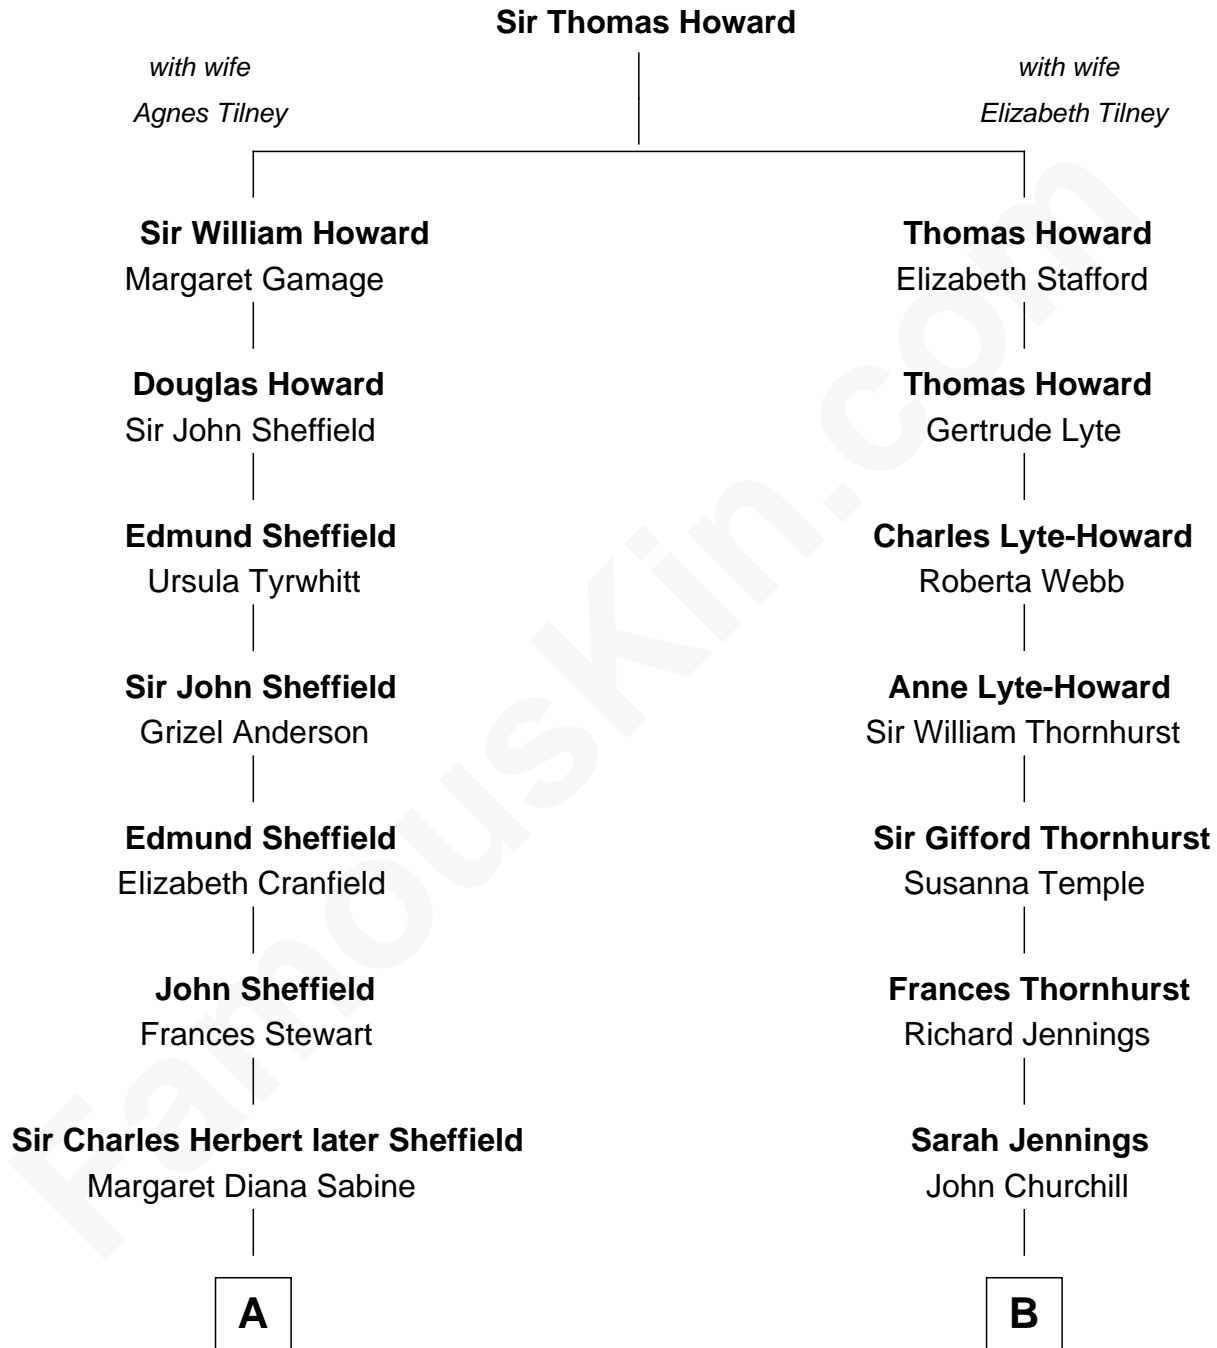 Sir Thomas Howard
with wife
Agnes Tilney
with wife
Elizabeth Tilney
Sir William Howard
Margaret Gamage
Thomas Howard
Elizabeth Stafford
Douglas Howard
Sir John Sheffield
Thomas Howard
Gertrude Lyte
Edmund Sheffield
Ursula Tyrwhitt
Charles Lyte-Howard
Roberta Webb
Sir John Sheffield
Grizel Anderson
Anne Lyte-Howard
Sir William Thornhurst
Edmund Sheffield
Elizabeth Cranfield
Sir Gifford Thornhurst
Susanna Temple
John Sheffield
Frances Stewart
Frances Thornhurst
Richard Jennings
Sir Charles Herbert later Sheffield
Margaret Diana Sabine
Sarah Jennings
John Churchill
A
B
FamousKin.com